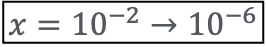 x = 10⁻² → 10⁻⁶